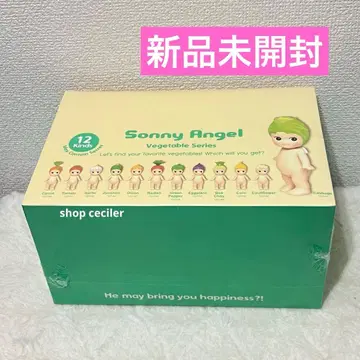 新品未開封
12
Kinds
Sonny Angel
Vegetable Series
Let's find your favorite vegetables! Which will you get?
shop ceciler
He may bring you happiness?!